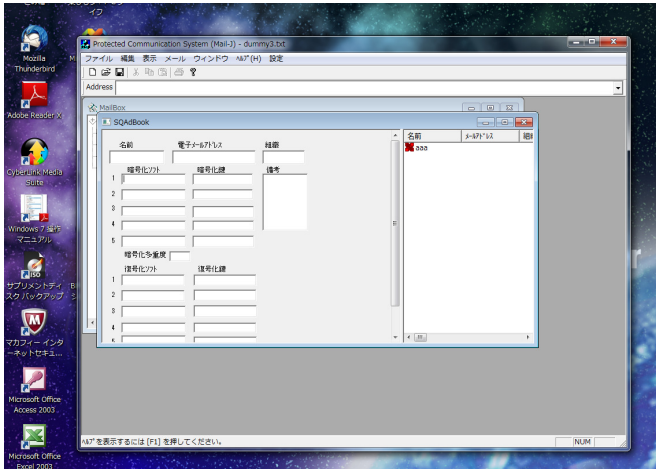 イフ
Mozilla
Thunderbird
Adobe Reader X
CyberLink Media
Suite
Windows 7 操作
マニュアル
ISO
サプリメントディ
スク バックアップ
マカフィー インタ
ーネットセキュ...
Microsoft Office
Access 2003
Microsoft Office
Excel 2003
Protected Communication System (Mail-J) - dummy3.txt
ファイル 編集 表示 メール ウインドウ ﾍﾙﾌﾟ(H) 設定
Address
MailBox
SQAdBook
名前 電子ﾒｰﾙｱﾄﾞﾚｽ 組織
暗号化ｿﾌﾄ 暗号化鍵 備考
1
2
3
4
5
暗号化多重度
復号化ｿﾌﾄ 復号化鍵
1
2
3
4
5
名前 ﾒｰﾙｱﾄﾞﾚｽ 組織
aaa
ﾍﾙﾌﾟを表示するには [F1] を押してください。
NUM